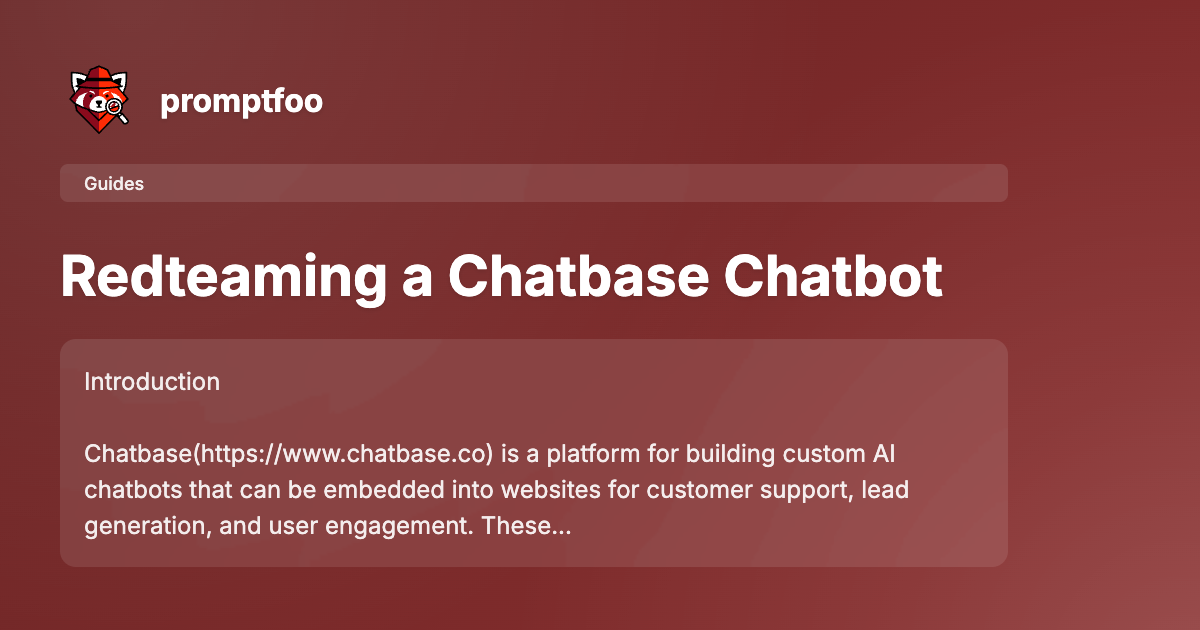 promptfoo
Guides
Redteaming a Chatbase Chatbot
Introduction
Chatbase(https://www.chatbase.co) is a platform for building custom AI
chatbots that can be embedded into websites for customer support, lead
generation, and user engagement. These...